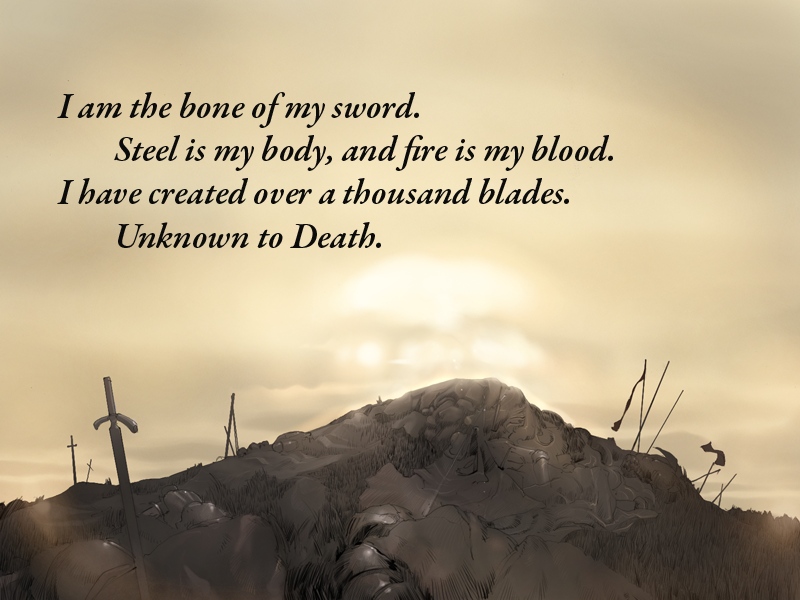 I am the bone of my sword.
Steel is my body, and fire is my blood.
I have created over a thousand blades.
Unknown to Death.